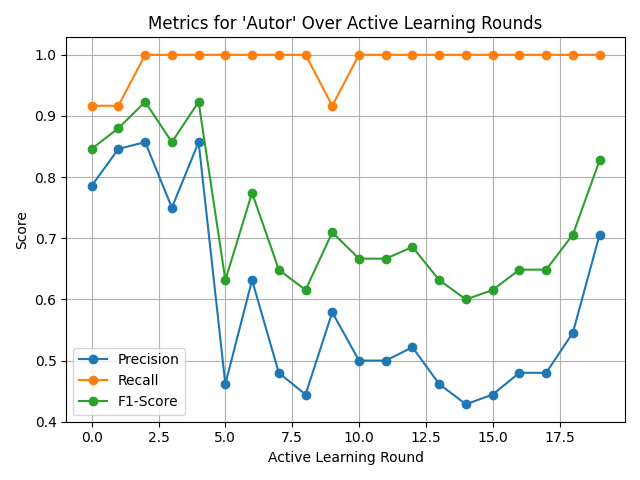 Metrics for 'Autor' Over Active Learning Rounds
1.0
0.9
0.8
0.7
0.6
0.5
0.4
Score
Precision
Recall
F1-Score
0.0 2.5 5.0 7.5 10.0 12.5 15.0 17.5
Active Learning Round